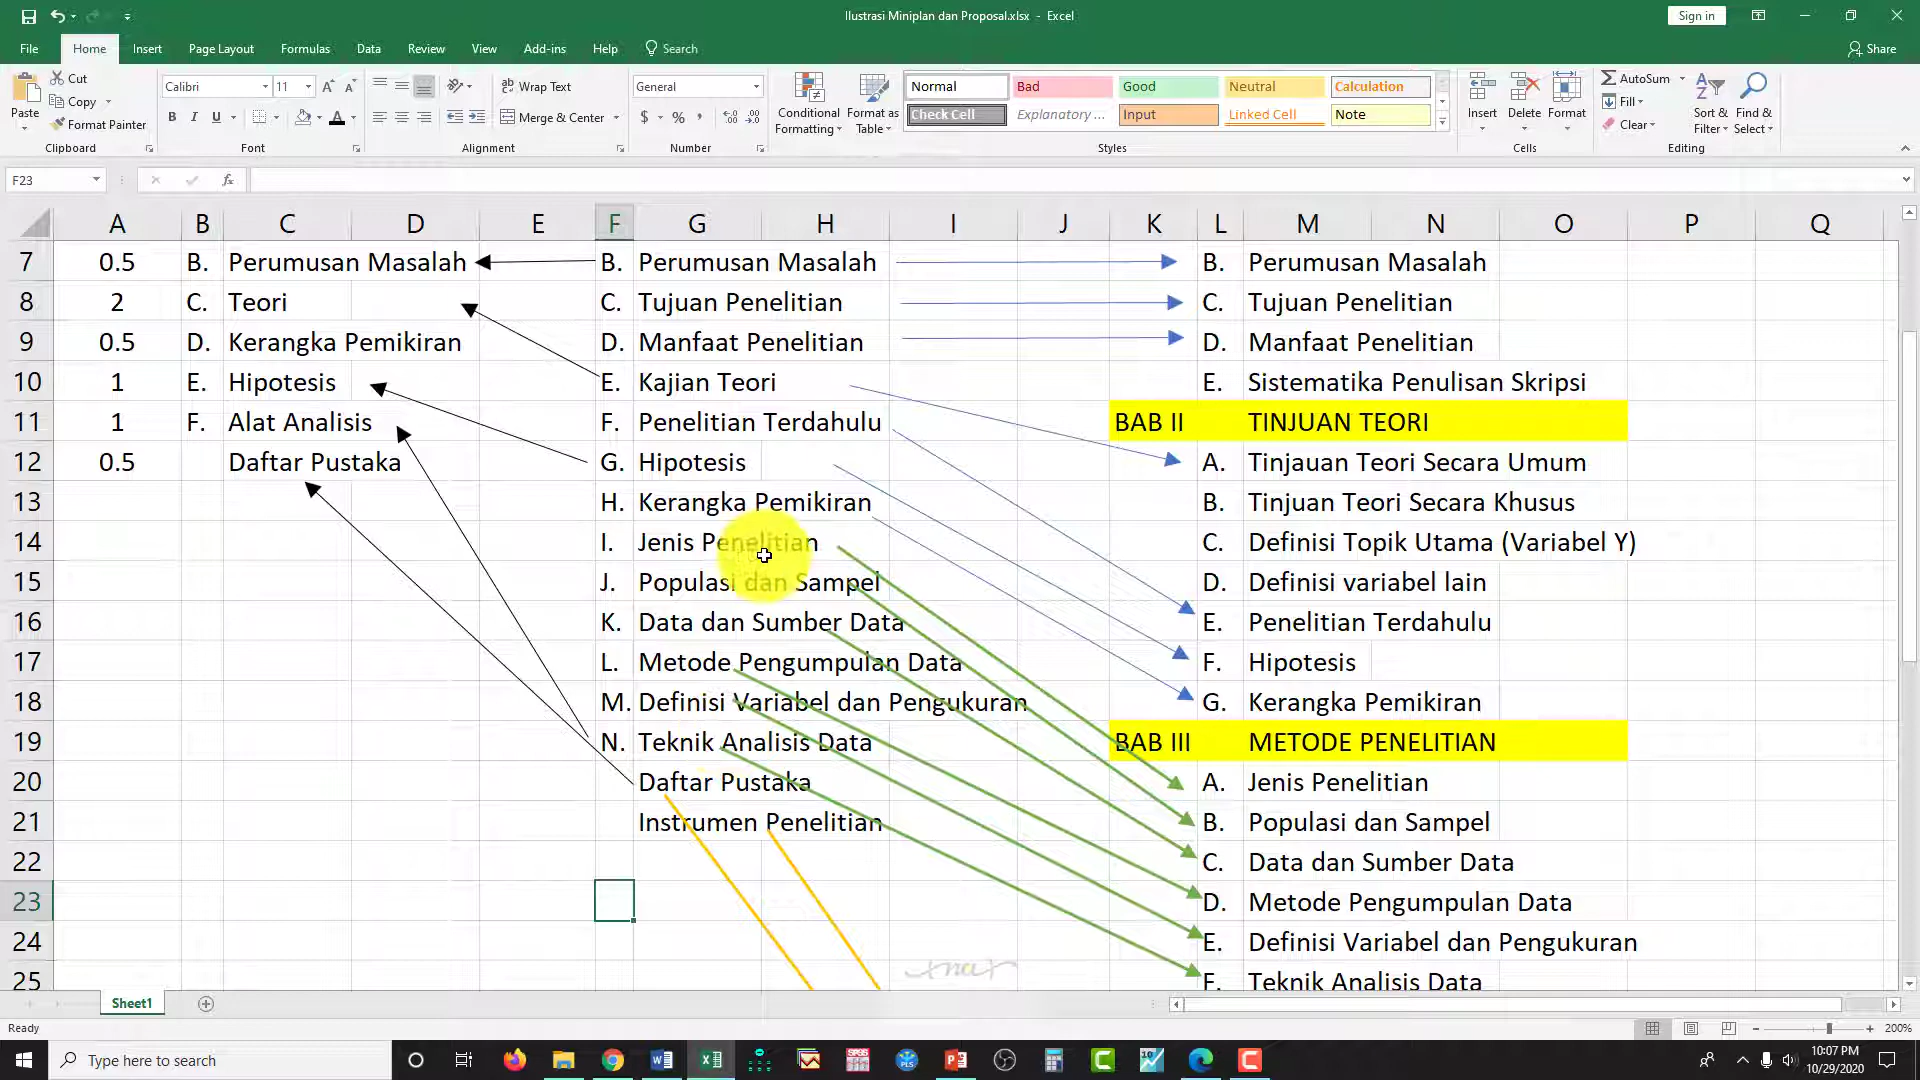 Ilustrasi Miniplan dan Proposal.xlsx - Excel
Sign in
File Home Insert Page Layout Formulas Data Review View Add-ins Help Search Share
Paste Cut
Copy
Format Painter
Clipboard
Calibri 11
B I U
Font
Wrap Text
Merge & Center
Alignment
General
$ % ,
Number
Conditional Formatting
Format as Table
Normal Bad Good Neutral Calculation
Check Cell Explanatory ... Input Linked Cell Note
Styles
Insert Delete Format
Cells
AutoSum
Fill
Clear
Sort & Filter
Find & Select
Editing
F23 fx
A B C D E F G H I J K L M N O P Q
7 0.5 B. Perumusan Masalah B. Perumusan Masalah B. Perumusan Masalah
8 2 C. Teori C. Tujuan Penelitian C. Tujuan Penelitian
9 0.5 D. Kerangka Pemikiran D. Manfaat Penelitian D. Manfaat Penelitian
10 1 E. Hipotesis E. Kajian Teori E. Sistematika Penulisan Skripsi
11 1 F. Alat Analisis F. Penelitian Terdahulu BAB II TINJUAN TEORI
12 0.5 Daftar Pustaka G. Hipotesis A. Tinjauan Teori Secara Umum
13 H. Kerangka Pemikiran B. Tinjuan Teori Secara Khusus
14 I. Jenis Penelitian C. Definisi Topik Utama (Variabel Y)
15 J. Populasi dan Sampel D. Definisi variabel lain
16 K. Data dan Sumber Data E. Penelitian Terdahulu
17 L. Metode Pengumpulan Data F. Hipotesis
18 M. Definisi Variabel dan Pengukuran G. Kerangka Pemikiran
19 N. Teknik Analisis Data BAB III METODE PENELITIAN
20 Daftar Pustaka A. Jenis Penelitian
21 Instrumen Penelitian B. Populasi dan Sampel
22 C. Data dan Sumber Data
23 D. Metode Pengumpulan Data
24 E. Definisi Variabel dan Pengukuran
25 F. Teknik Analisis Data
Sheet1
Ready 200%
Type here to search
10:07 PM
10/29/2020